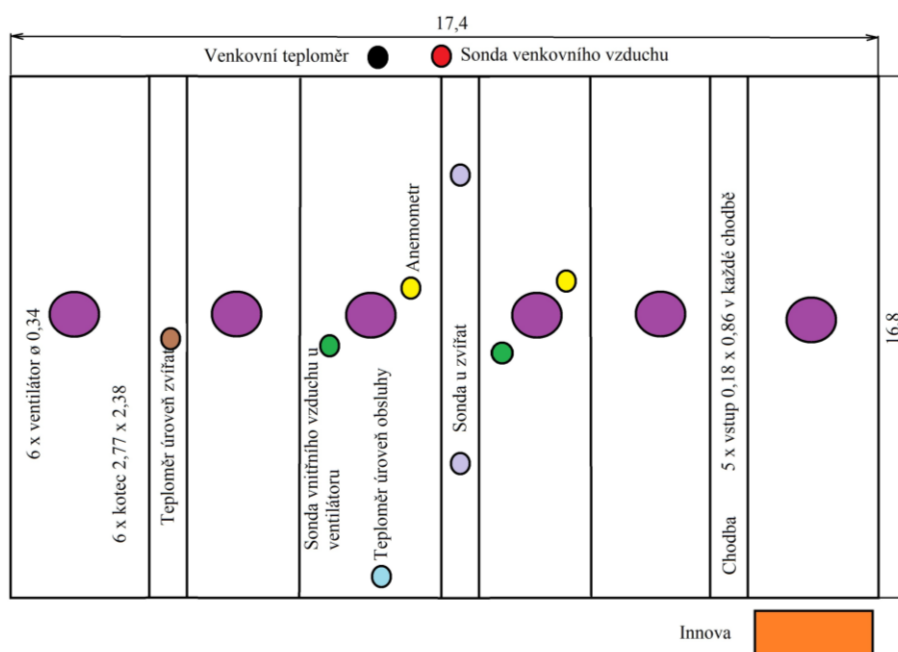 17,4
Venkovní teploměr
Sonda venkovního vzduchu
6 x ventilátor ø 0,34
6 x kotec 2,77 x 2,38
Teploměr úroveň zvířat
Sonda vnitřního vzduchu u
ventilátoru
Teploměr úroveň obsluhy
Anemometr
Sonda u zvířat
Chodba
5 x vstup 0,18 x 0,86 v každé chodbě
16,8
Innova